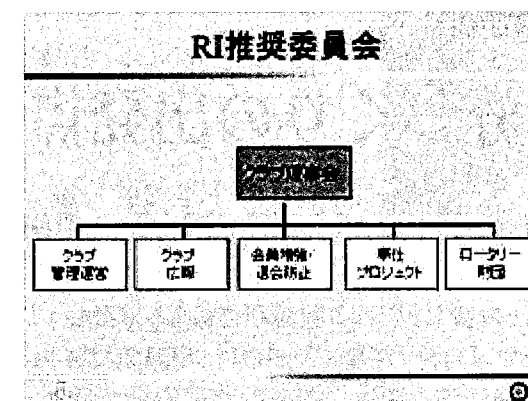 RI推奨委員会
クラブ理事会
クラブ
管理運営
クラブ
広報
会員増強・
退会防止
奉仕
プロジェクト
ロータリー
財団